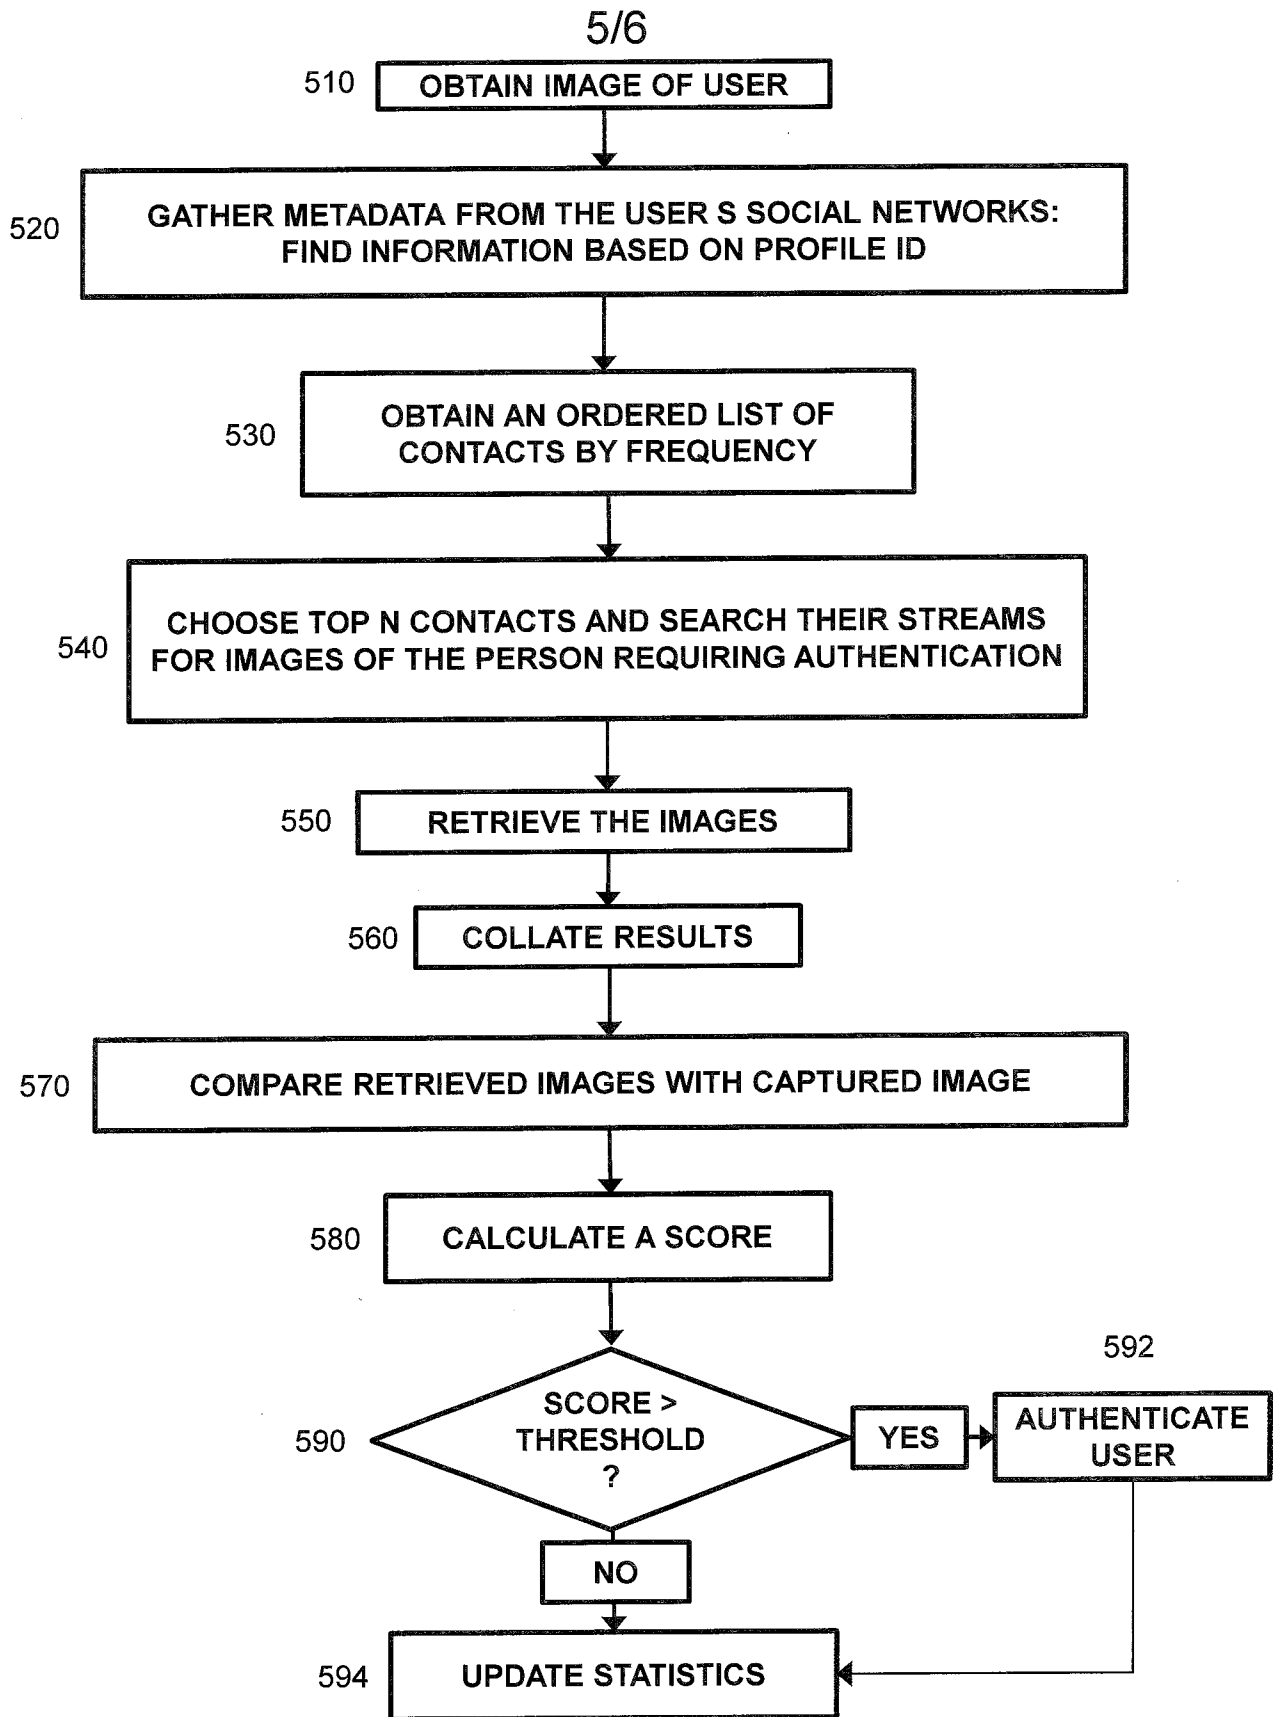 5/6
510
OBTAIN IMAGE OF USER
520
GATHER METADATA FROM THE USER S SOCIAL NETWORKS:
FIND INFORMATION BASED ON PROFILE ID
530
OBTAIN AN ORDERED LIST OF
CONTACTS BY FREQUENCY
540
CHOOSE TOP N CONTACTS AND SEARCH THEIR STREAMS
FOR IMAGES OF THE PERSON REQUIRING AUTHENTICATION
550
RETRIEVE THE IMAGES
560
COLLATE RESULTS
570
COMPARE RETRIEVED IMAGES WITH CAPTURED IMAGE
580
CALCULATE A SCORE
590
SCORE >
THRESHOLD
?
YES
592
AUTHENTICATE
USER
NO
594
UPDATE STATISTICS